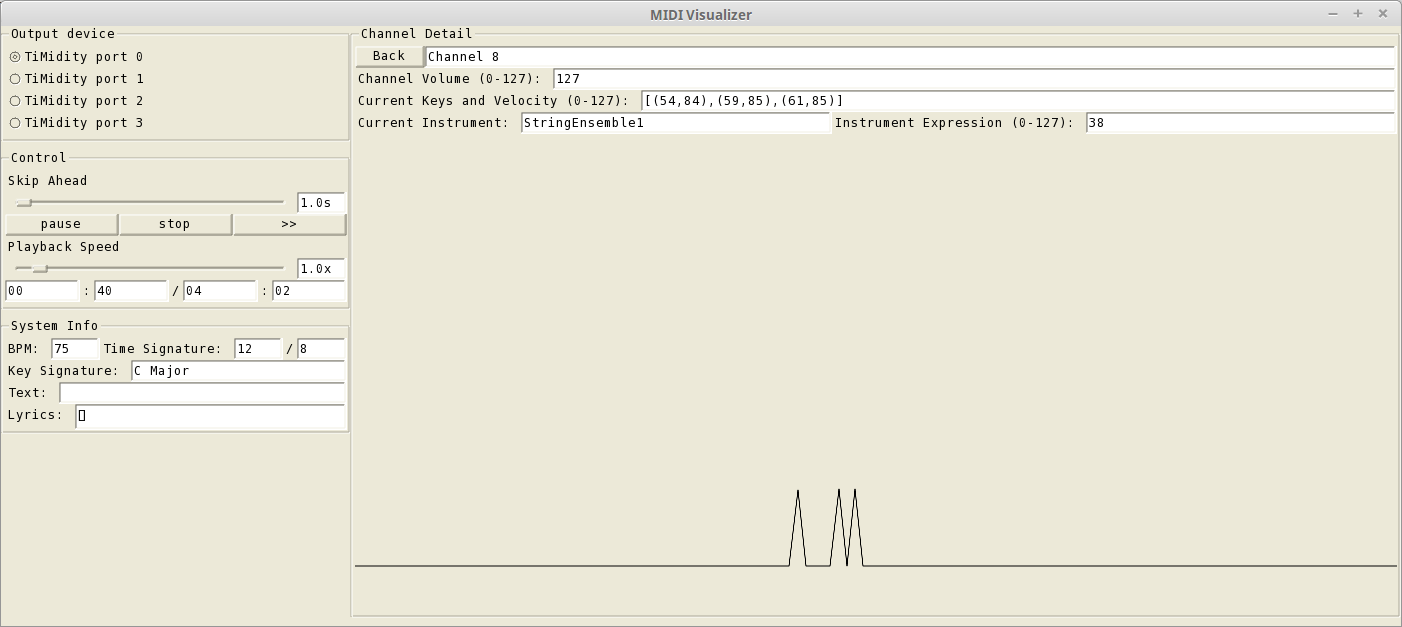 MIDI Visualizer
Output device
TiMidity port 0
TiMidity port 1
TiMidity port 2
TiMidity port 3
Control
Skip Ahead
1.0s
pause stop >>
Playback Speed
1.0x
00 : 40 / 04 : 02
System Info
BPM: 75 Time Signature: 12 / 8
Key Signature: C Major
Text:
Lyrics: []
Channel Detail
Back Channel 8
Channel Volume (0-127): 127
Current Keys and Velocity (0-127): [(54,84),(59,85),(61,85)]
Current Instrument: StringEnsemble1 Instrument Expression (0-127): 38